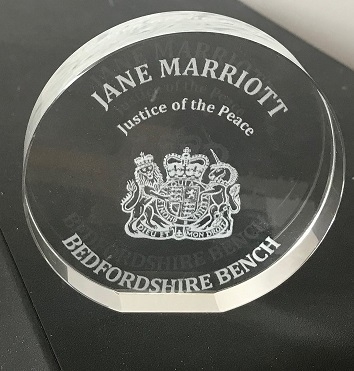 JANE MARRIOTT
Justice of the Peace
DIEU ET MON DROIT
BEDFORDSHIRE BENCH